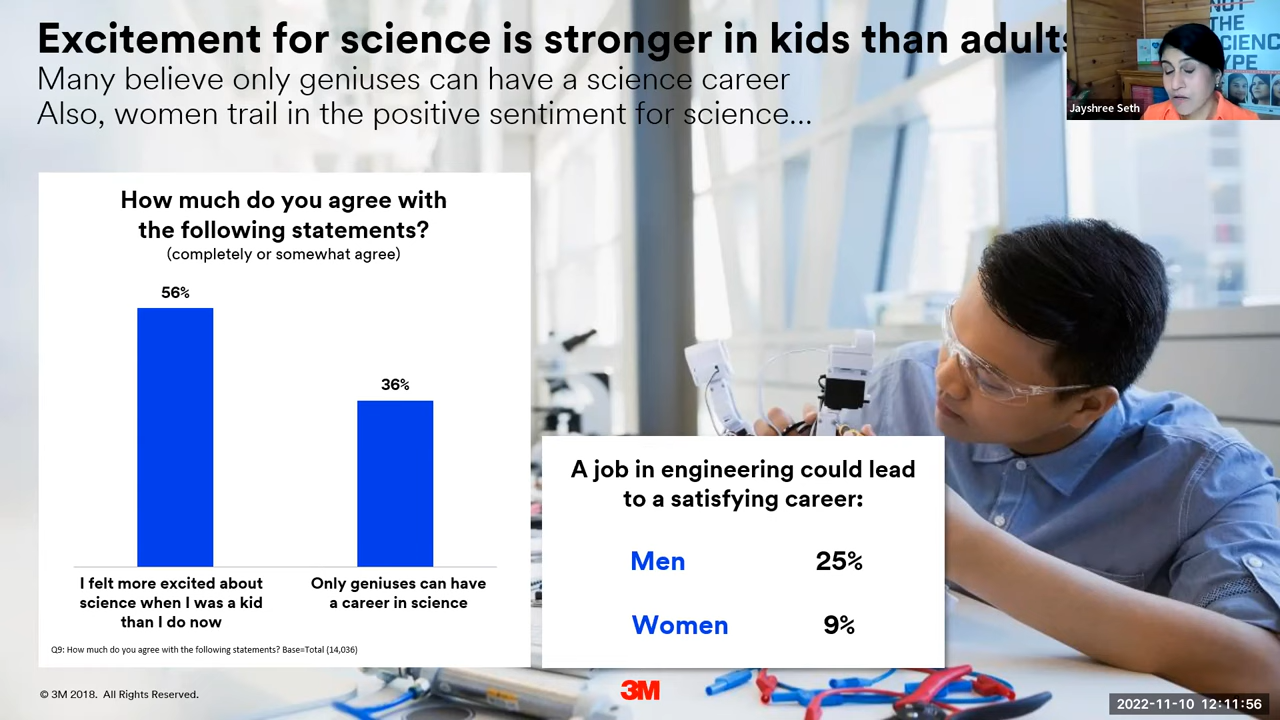 Excitement for science is stronger in kids than adults
Many believe only geniuses can have a science career
Also, women trail in the positive sentiment for science...
THE
Jayshree Seth
How much do you agree with
the following statements?
(completely or somewhat agree)
56%
36%
I felt more excited about
science when I was a kid
than I do now
Only geniuses can have
a career in science
Q9: How much do you agree with the following statements? Base=Total (14,036)
A job in engineering could lead
to a satisfying career:
Men 25%
Women 9%
© 3M 2018. All Rights Reserved.
3M
2022-11-10 12:11:56